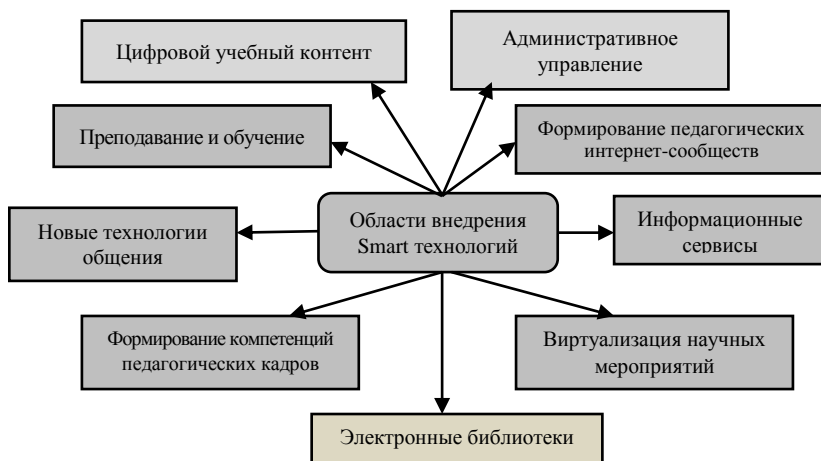 Цифровой учебный контент
Административное
управление
Преподавание и обучение
Формирование педагогических
интернет-сообществ
Новые технологии
общения
Области внедрения
Smart технологий
Информационные
сервисы
Формирование компетенций
педагогических кадров
Виртуализация научных
мероприятий
Электронные библиотеки